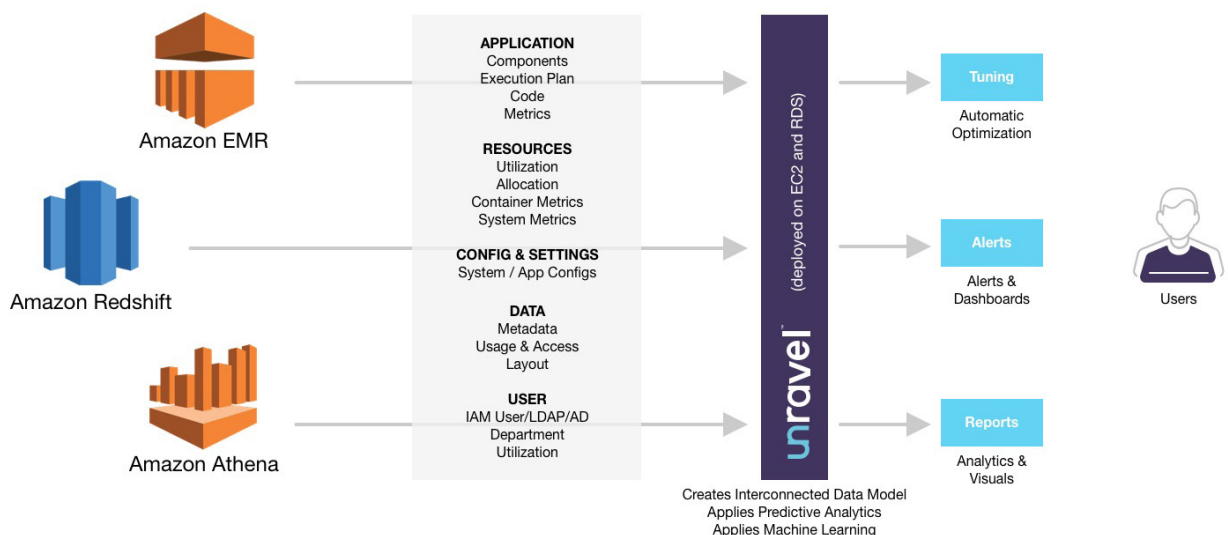 Amazon EMR
Amazon Redshift
Amazon Athena
APPLICATION
Components
Execution Plan
Code
Metrics
RESOURCES
Utilization
Allocation
Container Metrics
System Metrics
CONFIG & SETTINGS
System / App Configs
DATA
Metadata
Usage & Access
Layout
USER
IAM User/LDAP/AD
Department
Utilization
unravel™ (deployed on EC2 and RDS)
Creates Interconnected Data Model
Applies Predictive Analytics
Applies Machine Learning
Tuning
Automatic
Optimization
Alerts
Alerts &
Dashboards
Reports
Analytics &
Visuals
Users